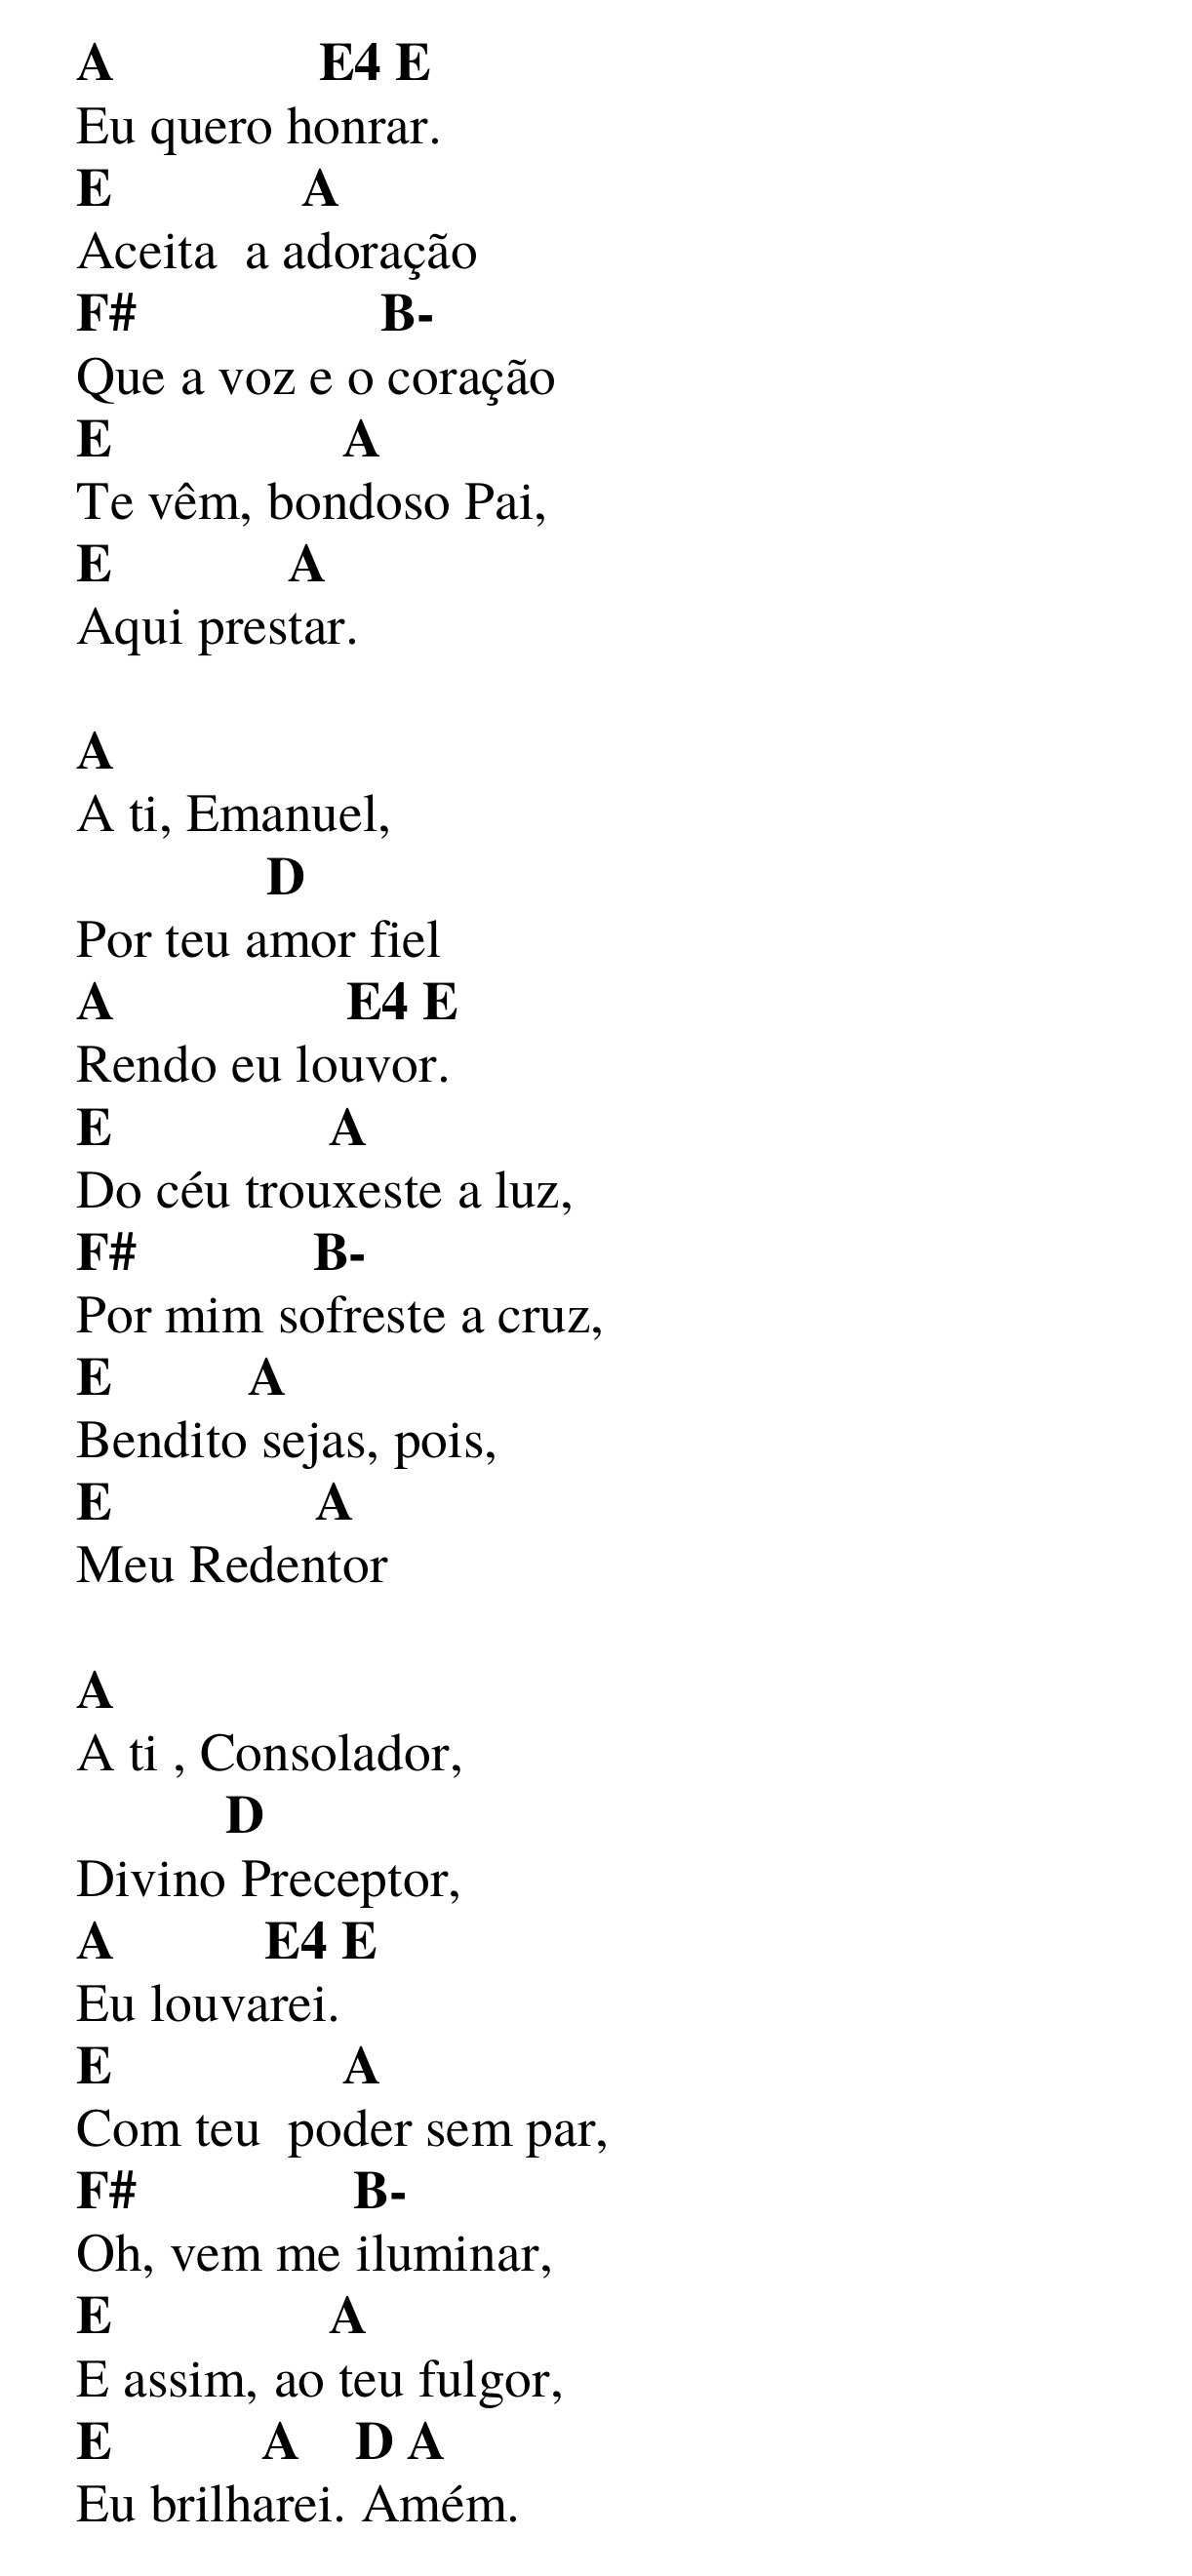 A               E4 E
Eu quero honrar.
E              A
Aceita  a adoração
F#                  B-
Que a voz e o coração
E                 A
Te vêm, bondoso Pai,
E             A
Aqui prestar.

A
A ti, Emanuel,
              D
Por teu amor fiel
A                 E4 E
Rendo eu louvor.
E                A
Do céu trouxeste a luz,
F#             B-
Por mim sofreste a cruz,
E          A
Bendito sejas, pois,
E               A
Meu Redentor

A
A ti , Consolador,
           D
Divino Preceptor,
A           E4 E
Eu louvarei.
E                 A
Com teu  poder sem par,
F#                B-
Oh, vem me iluminar,
E                A
E assim, ao teu fulgor,
E           A    D A
Eu brilharei. Amém.